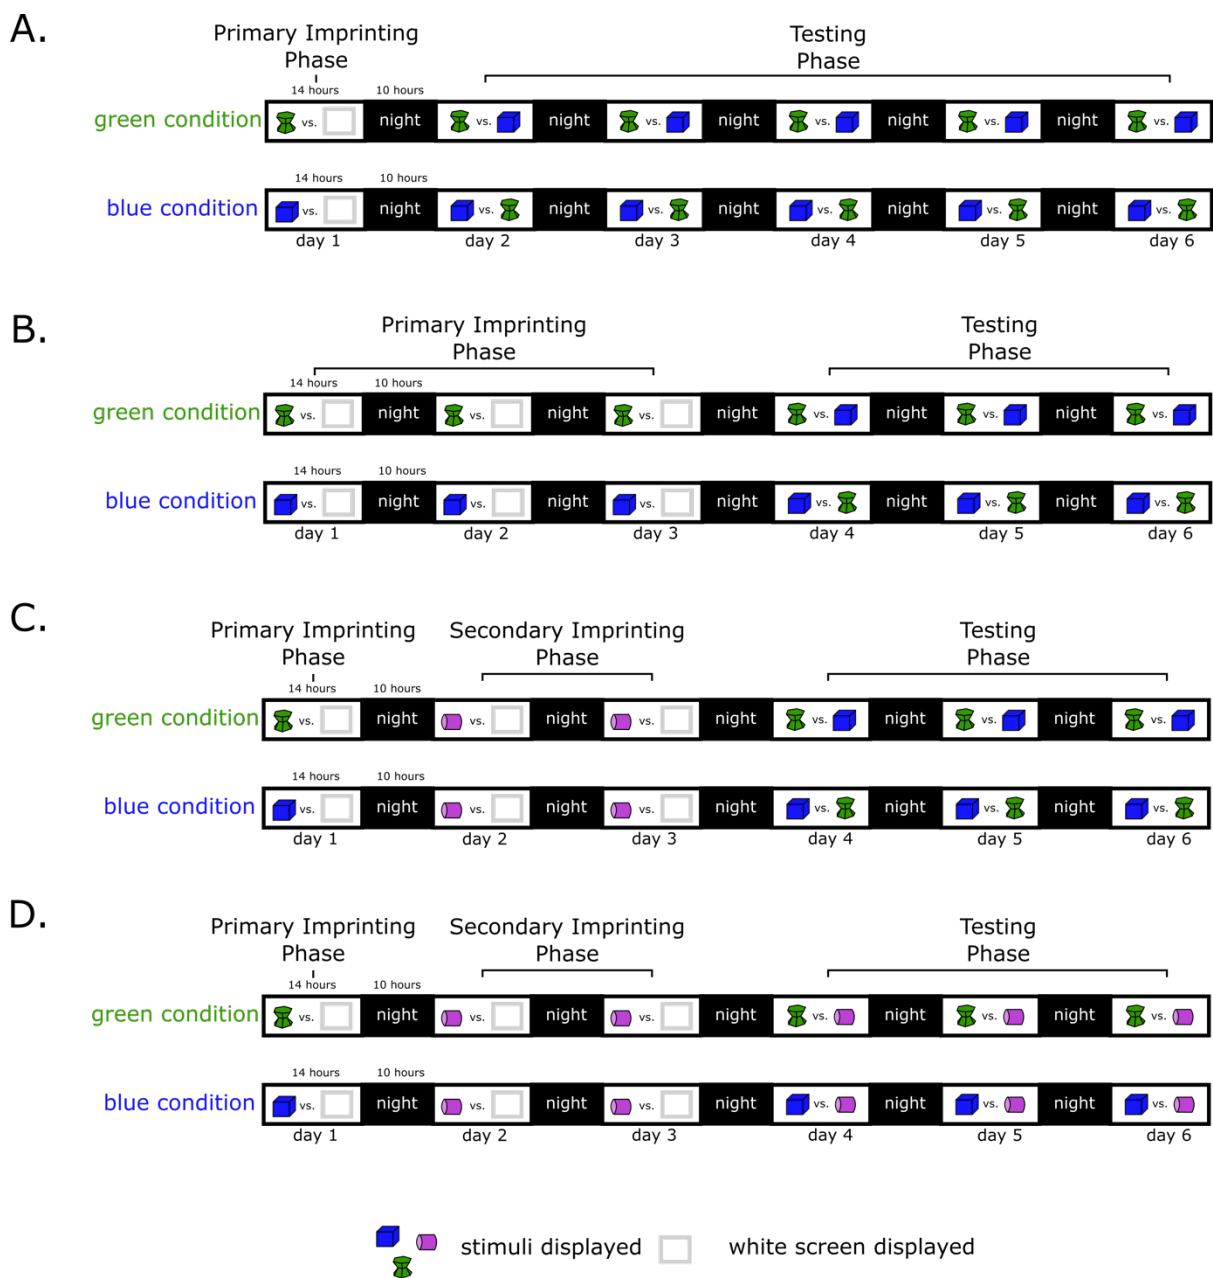 A.
Primary Imprinting
Phase
Testing
Phase
14 hours 10 hours
green condition vs. night vs. night vs. night vs. night vs. night vs.
14 hours 10 hours
blue condition vs. night vs. night vs. night vs. night vs. night vs.
day 1 day 2 day 3 day 4 day 5 day 6
B.
Primary Imprinting
Phase
Testing
Phase
14 hours 10 hours
green condition vs. night vs. night vs. night vs. night vs. night vs.
14 hours 10 hours
blue condition vs. night vs. night vs. night vs. night vs. night vs.
day 1 day 2 day 3 day 4 day 5 day 6
C.
Primary Imprinting
Phase
Secondary Imprinting
Phase
Testing
Phase
14 hours 10 hours
green condition vs. night vs. night vs. night vs. night vs. night vs.
14 hours 10 hours
blue condition vs. night vs. night vs. night vs. night vs. night vs.
day 1 day 2 day 3 day 4 day 5 day 6
D.
Primary Imprinting
Phase
Secondary Imprinting
Phase
Testing
Phase
14 hours 10 hours
green condition vs. night vs. night vs. night vs. night vs. night vs.
14 hours 10 hours
blue condition vs. night vs. night vs. night vs. night vs. night vs.
day 1 day 2 day 3 day 4 day 5 day 6
stimuli displayed white screen displayed